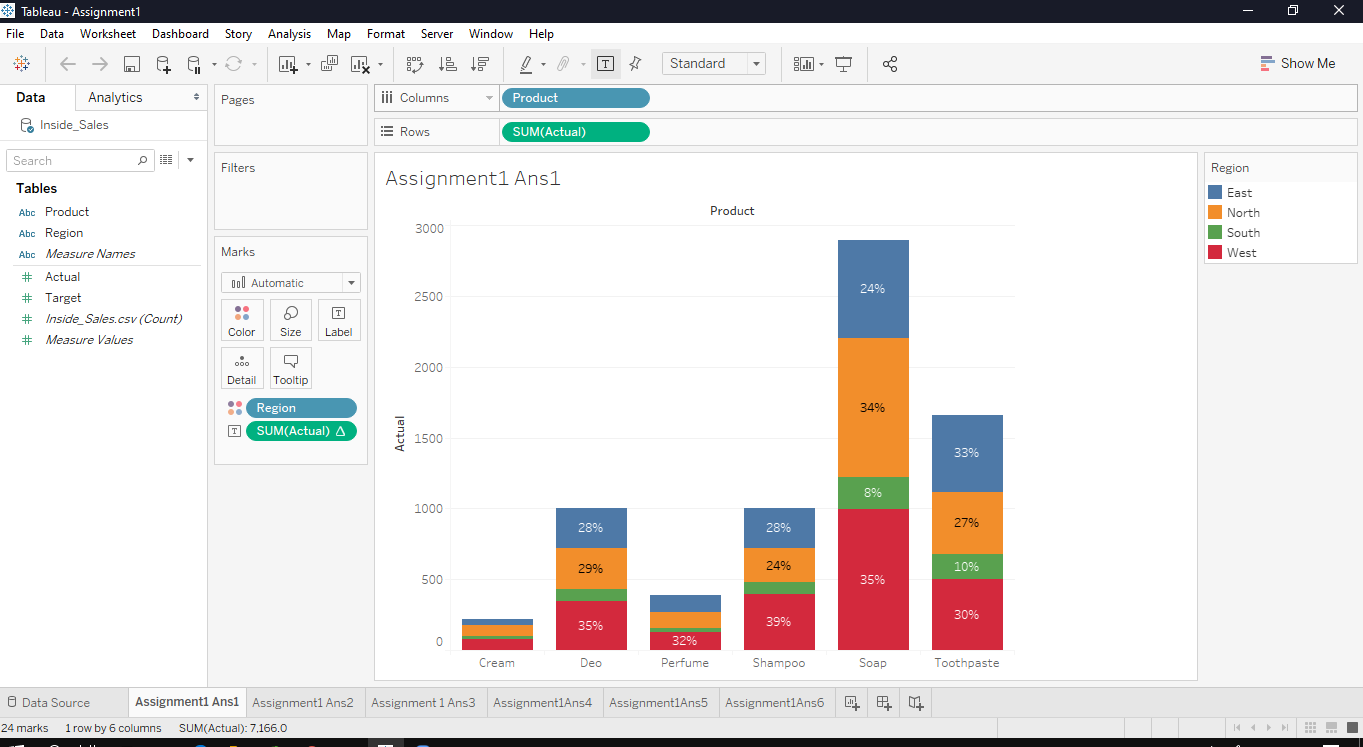 Tableau - Assignment1
File Data Worksheet Dashboard Story Analysis Map Format Server Window Help
Standard
Show Me
Data Analytics
Inside_Sales
Search
Tables
Abc Product
Abc Region
Abc Measure Names
# Actual
# Target
# Inside_Sales.csv (Count)
# Measure Values
Pages
Filters
Marks
Automatic
Color Size Label
Detail Tooltip
Region
T SUM(Actual) Δ
Columns Product
Rows SUM(Actual)
Assignment1 Ans1
Product
3000
2500
2000
1500
1000
500
0
Actual
28%
29%
35%
32%
28%
24%
39%
24%
34%
8%
35%
33%
27%
10%
30%
Cream Deo Perfume Shampoo Soap Toothpaste
Region
East
North
South
West
Data Source Assignment1 Ans1 Assignment1 Ans2 Assignment 1 Ans3 Assignment1Ans4 Assignment1Ans5 Assignment1Ans6
24 marks 1 row by 6 columns SUM(Actual): 7,166.0